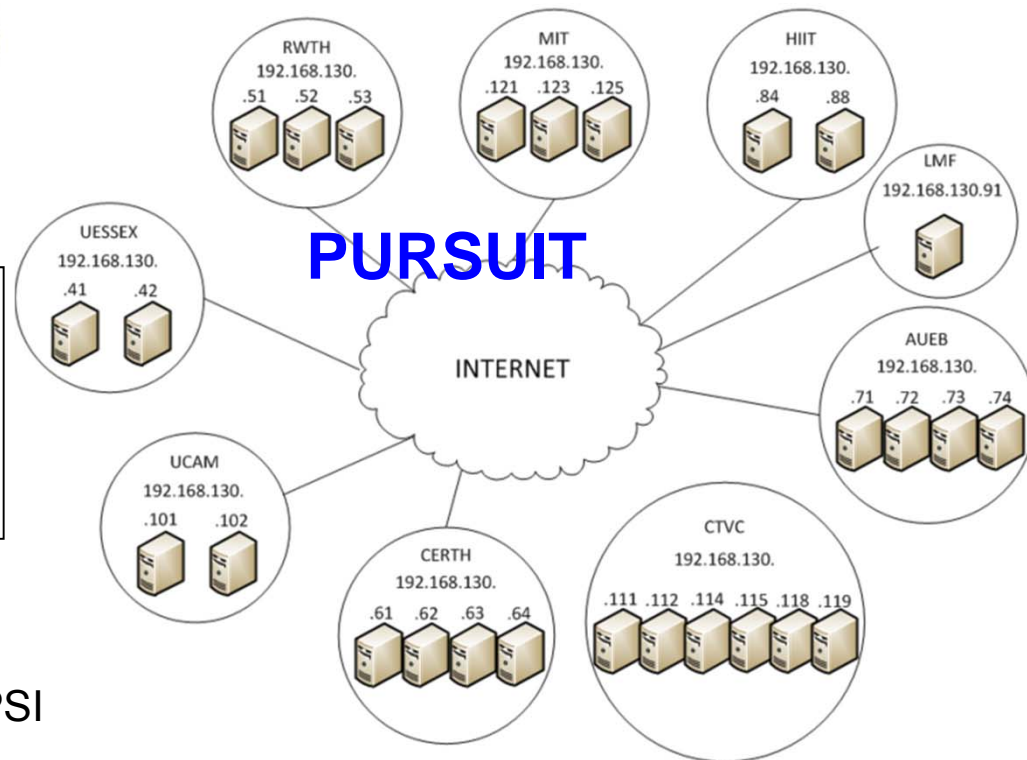 RWTH
192.168.130.
.51 .52 .53
MIT
192.168.130.
.121 .123 .125
HIIT
192.168.130.
.84 .88
LMF
192.168.130.91
UESSEX
192.168.130.
.41 .42
PURSUIT
INTERNET
AUEB
192.168.130.
.71 .72 .73 .74
UCAM
192.168.130.
.101 .102
CERTH
192.168.130.
.61 .62 .63 .64
CTVC
192.168.130.
.111 .112 .114 .115 .118 .119